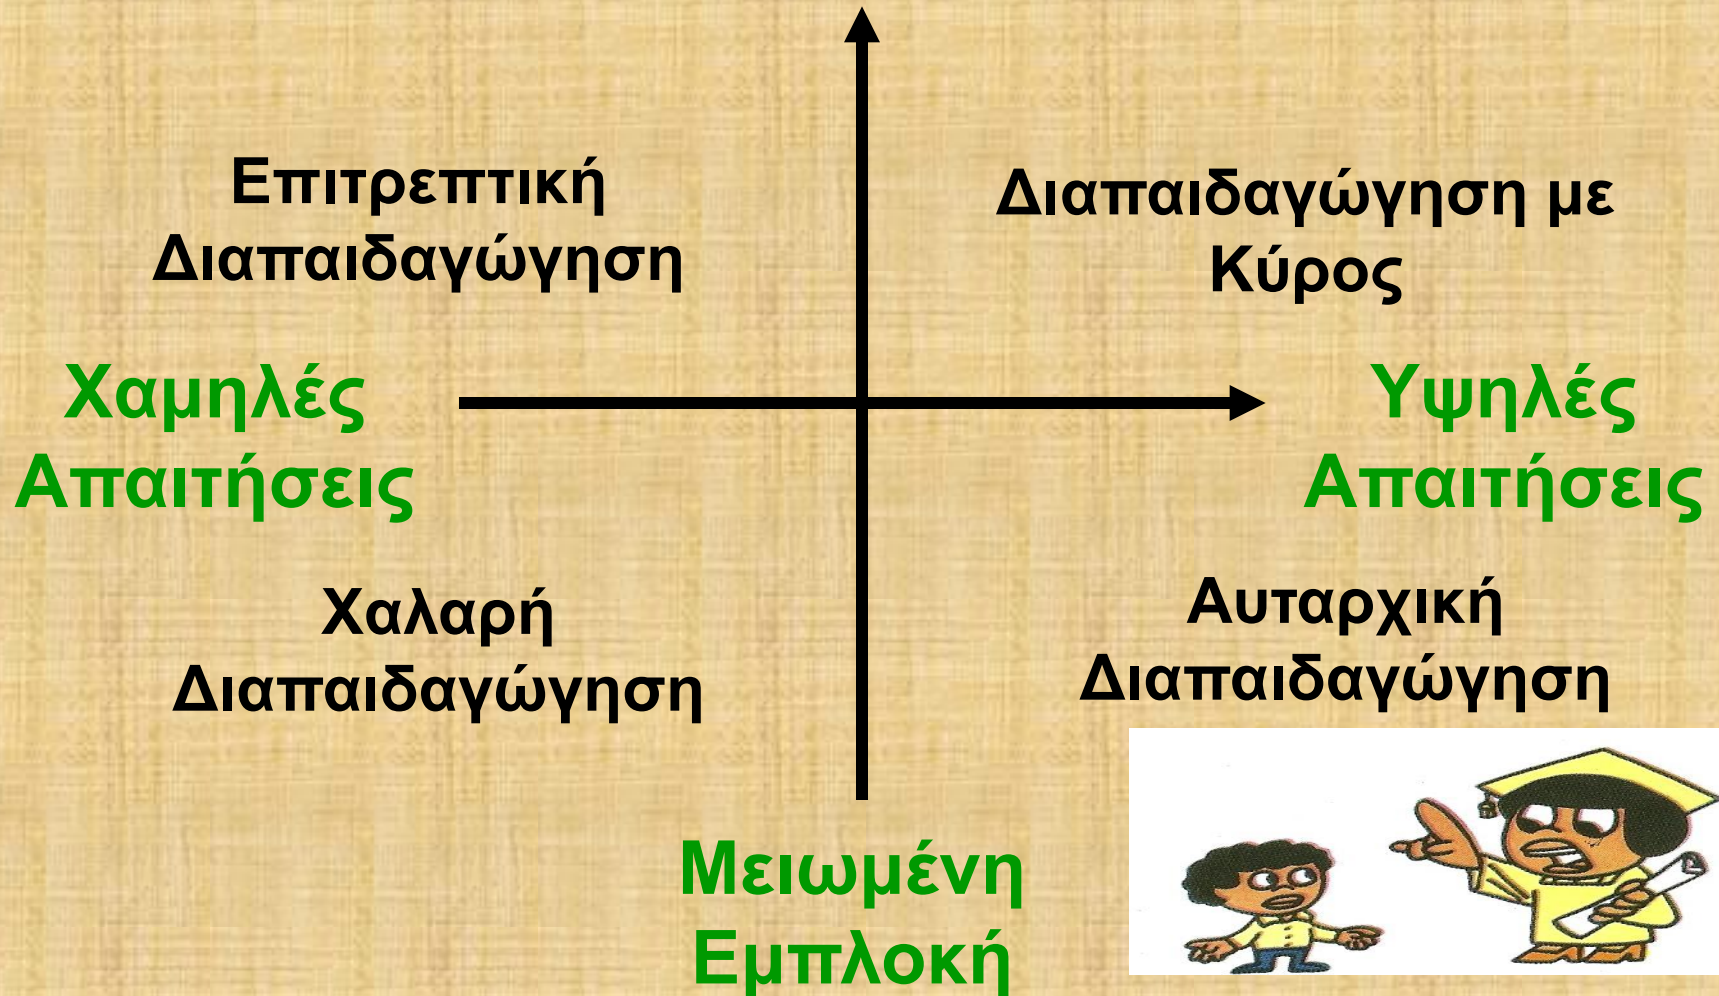 Επιτρεπτική
Διαπαιδαγώγηση
Διαπαιδαγώγηση με
Κύρος
Χαμηλές
Απαιτήσεις
Υψηλές
Απαιτήσεις
Χαλαρή
Διαπαιδαγώγηση
Αυταρχική
Διαπαιδαγώγηση
Μειωμένη
Εμπλοκή